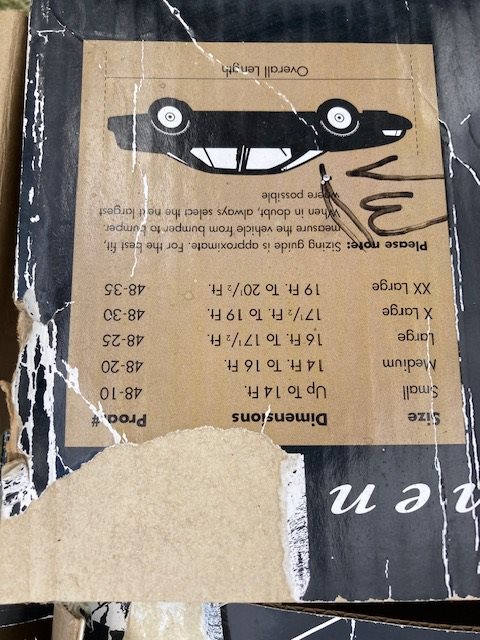 Size Dimensions Prod#
Small Up To 14 Ft. 48-10
Medium 14 Ft. To 16 Ft. 48-20
Large 16 Ft. To 17½ Ft. 48-25
X Large 17½ Ft. To 19 Ft. 48-30
XX Large 19 Ft To 20½ Ft. 48-35
Please note: Sizing guide is approximate. For the best fit,
measure the vehicle from bumper to bumper.
When in doubt, always select the next largest
where possible
Overall Length